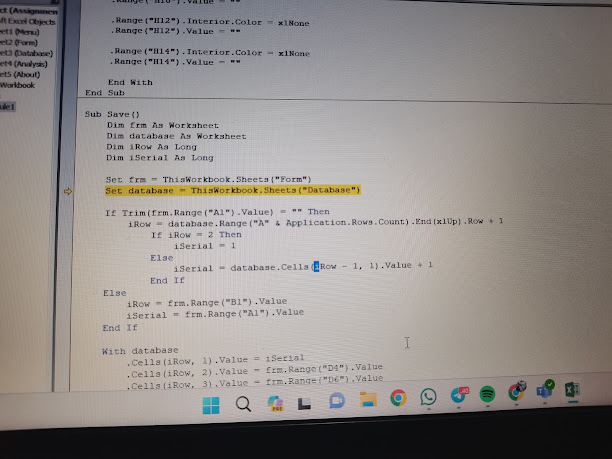 ct (Assignmen
ft Excel Objects
et1 (Menu)
et2 (Form)
et3 (Database)
et4 (Analysis)
et5 (About)
Workbook
ule1
.Range("H10").Value = ""
.Range("H12").Interior.Color = xlNone
.Range("H12").Value = ""
.Range("H14").Interior.Color = xlNone
.Range("H14").Value = ""
End With
End Sub
Sub Save()
Dim frm As Worksheet
Dim database As Worksheet
Dim iRow As Long
Dim iSerial As Long
Set frm = ThisWorkbook.Sheets("Form")
Set database = ThisWorkbook.Sheets("Database")
If Trim(frm.Range("A1").Value) = "" Then
iRow = database.Range("A" & Application.Rows.Count).End(xlUp).Row + 1
If iRow = 2 Then
iSerial = 1
Else
iSerial = database.Cells(iRow - 1, 1).Value + 1
End If
Else
iRow = frm.Range("B1").Value
iSerial = frm.Range("A1").Value
End If
With database
.Cells(iRow, 1).Value = iSerial
.Cells(iRow, 2).Value = frm.Range("D4").Value
.Cells(iRow, 3).Value = frm.Range("D6").Value
PRE